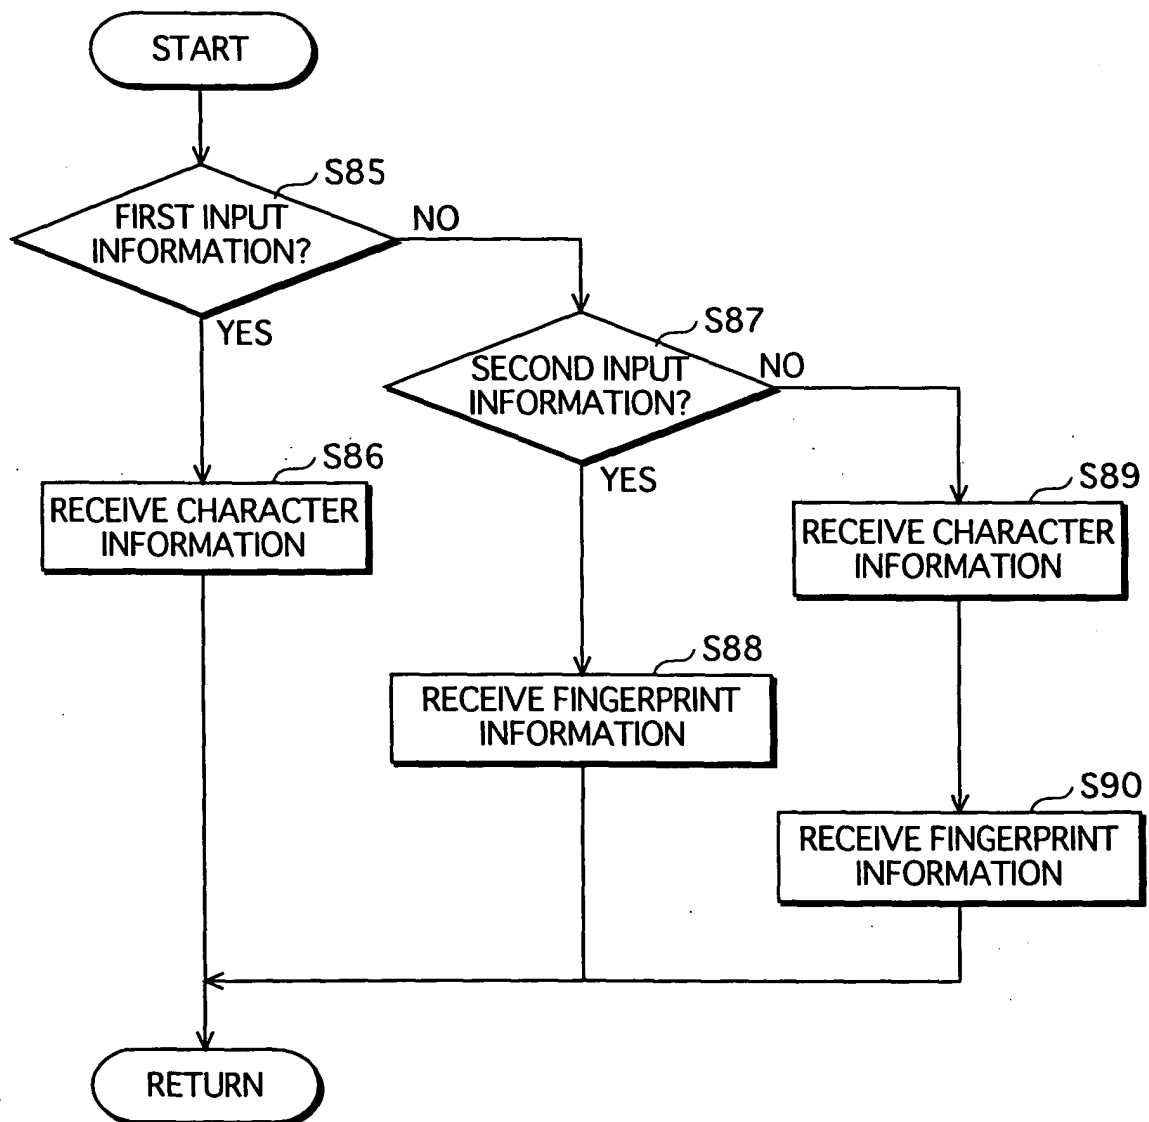 START
S85
FIRST INPUT
INFORMATION?
NO
YES
S87
SECOND INPUT
INFORMATION?
NO
YES
S86
RECEIVE CHARACTER
INFORMATION
S89
RECEIVE CHARACTER
INFORMATION
S88
RECEIVE FINGERPRINT
INFORMATION
S90
RECEIVE FINGERPRINT
INFORMATION
RETURN